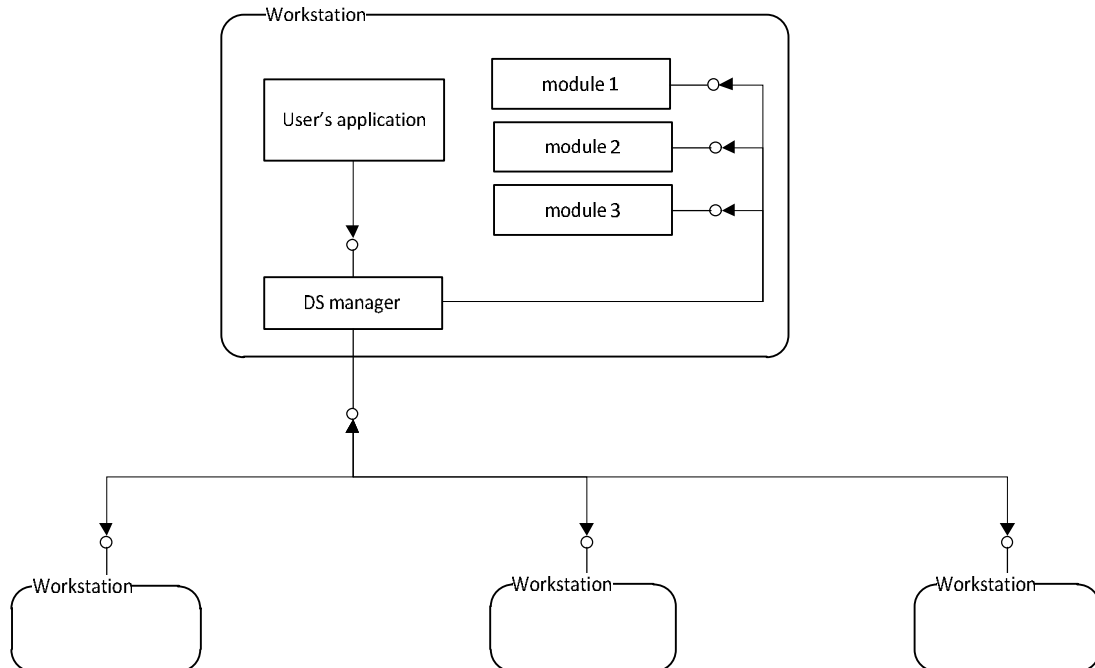 Workstation
User's application
module 1
module 2
module 3
DS manager
Workstation
Workstation
Workstation